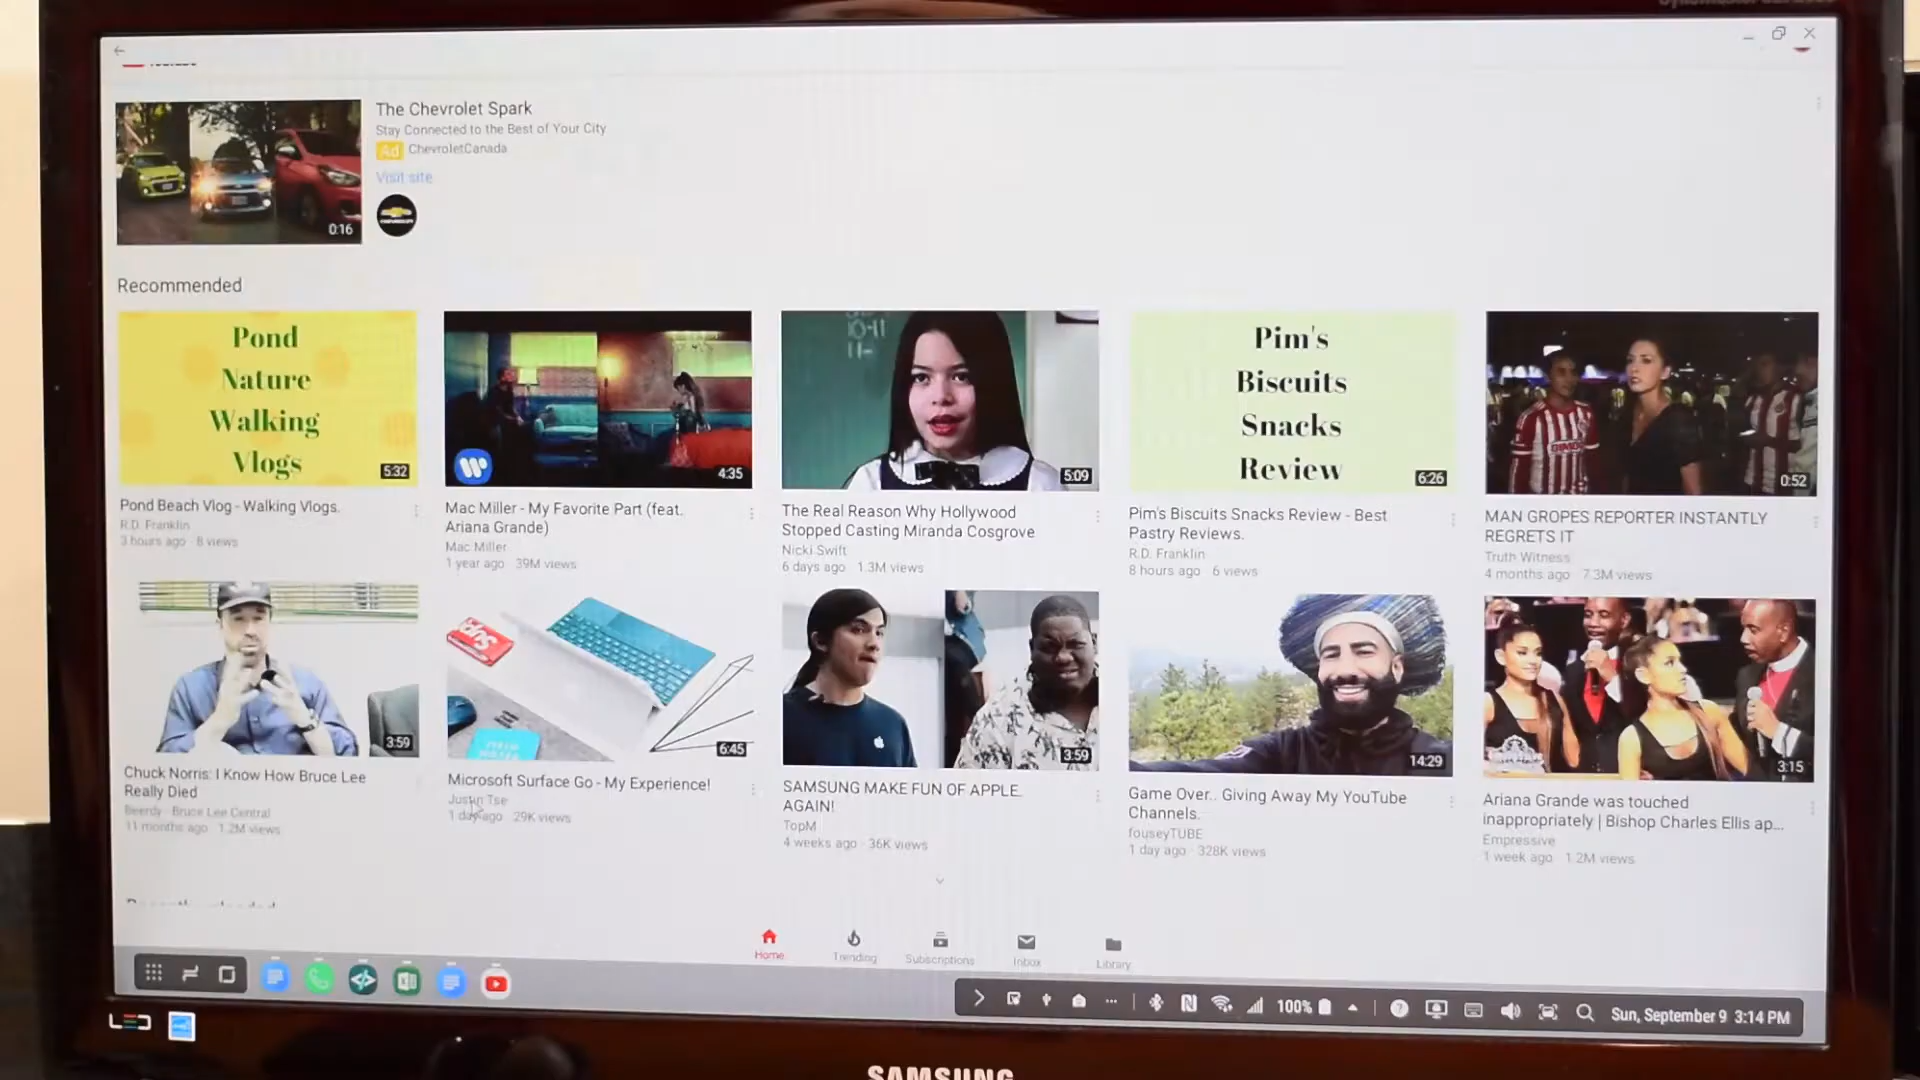 The Chevrolet Spark
Stay Connected to the Best of Your City
Ad ChevroletCanada
Visit site
0:16
Recommended
Pond
Nature
Walking
Vlogs
5:32
4:35
5:09
Pim's
Biscuits
Snacks
Review
6:26
0:52
Pond Beach Vlog - Walking Vlogs.
R.D. Franklin
3 hours ago · 8 views
Mac Miller - My Favorite Part (feat.
Ariana Grande)
Mac Miller
1 year ago · 39M views
The Real Reason Why Hollywood
Stopped Casting Miranda Cosgrove
Nicki Swift
6 days ago · 1.3M views
Pim's Biscuits Snacks Review - Best
Pastry Reviews.
R.D. Franklin
8 hours ago · 6 views
MAN GROPES REPORTER INSTANTLY
REGRETS IT
Truth Witness
4 months ago · 7.3M views
3:59
6:45
3:59
14:29
3:15
Chuck Norris: I Know How Bruce Lee
Really Died
Beerdy - Bruce Lee Central
11 months ago · 1.2M views
Microsoft Surface Go - My Experience!
Justin Tse
1 day ago · 29K views
SAMSUNG MAKE FUN OF APPLE.
AGAIN!
TopM
4 weeks ago · 36K views
Game Over.. Giving Away My YouTube
Channels.
fouseyTUBE
1 day ago · 328K views
Ariana Grande was touched
inappropriately | Bishop Charles Ellis ap...
Empressive
1 week ago · 1.2M views
Home
Trending
Subscriptions
Inbox
Library
100%
Sun, September 9 3:14 PM
LED
SAMSUNG